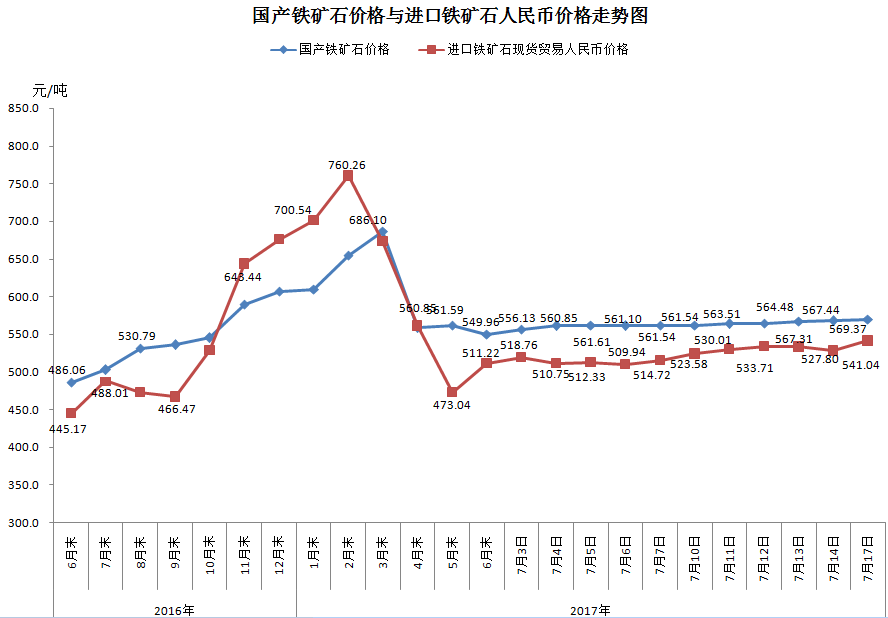 国产铁矿石价格与进口铁矿石人民币价格走势图
国产铁矿石价格 进口铁矿石现货贸易人民币价格
元/吨
850.0
800.0
750.0
700.0
650.0
600.0
550.0
500.0
450.0
400.0
350.0
300.0
760.26
700.54
686.10
643.44
560.85
561.59
549.96
556.13
560.85
561.61
561.10
561.54
561.54
563.51
564.48
567.31
567.44
569.37
530.79
486.06
488.01
466.47
445.17
473.04
511.22
518.76
510.75
512.33
509.94
514.72
523.58
530.01
533.71
527.80
541.04
6月末
7月末
8月末
9月末
10月末
11月末
12月末
1月末
2月末
3月末
4月末
5月末
6月末
7月3日
7月4日
7月5日
7月6日
7月7日
7月10日
7月11日
7月12日
7月13日
7月14日
7月17日
2016年 2017年